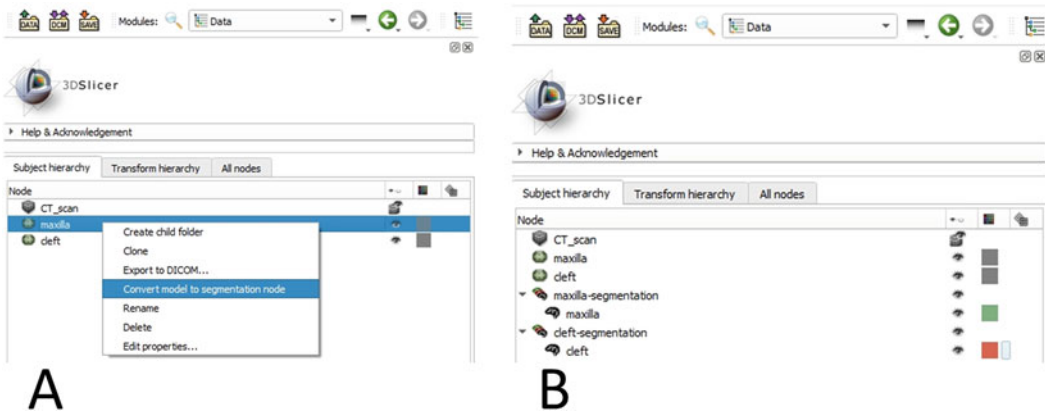 DATA DCM SAVE Modules: Data
3DSlicer
Help & Acknowledgement
Subject hierarchy Transform hierarchy All nodes
Node
CT_scan
maxilla
cleft
Create child folder
Clone
Export to DICOM...
Convert model to segmentation node
Rename
Delete
Edit properties...
A
DATA DCM SAVE Modules: Data
3DSlicer
Help & Acknowledgement
Subject hierarchy Transform hierarchy All nodes
Node
CT_scan
maxilla
cleft
maxilla-segmentation
maxilla
cleft-segmentation
cleft
B